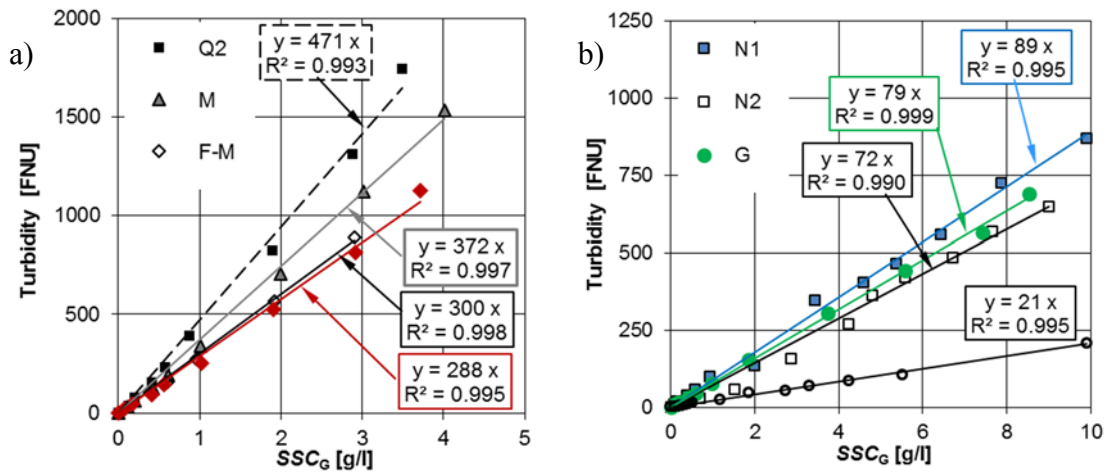 a)
Turbidity [FNU]
2000
1500
1000
500
0
0
1
2
3
4
5
SSC_G [g/l]
Q2
M
F-M
y = 471 x
R² = 0.993
y = 372 x
R² = 0.997
y = 300 x
R² = 0.998
y = 288 x
R² = 0.995
b)
Turbidity [FNU]
1250
1000
750
500
250
0
0
2
4
6
8
10
SSC_G [g/l]
N1
N2
G
y = 89 x
R² = 0.995
y = 79 x
R² = 0.999
y = 72 x
R² = 0.990
y = 21 x
R² = 0.995